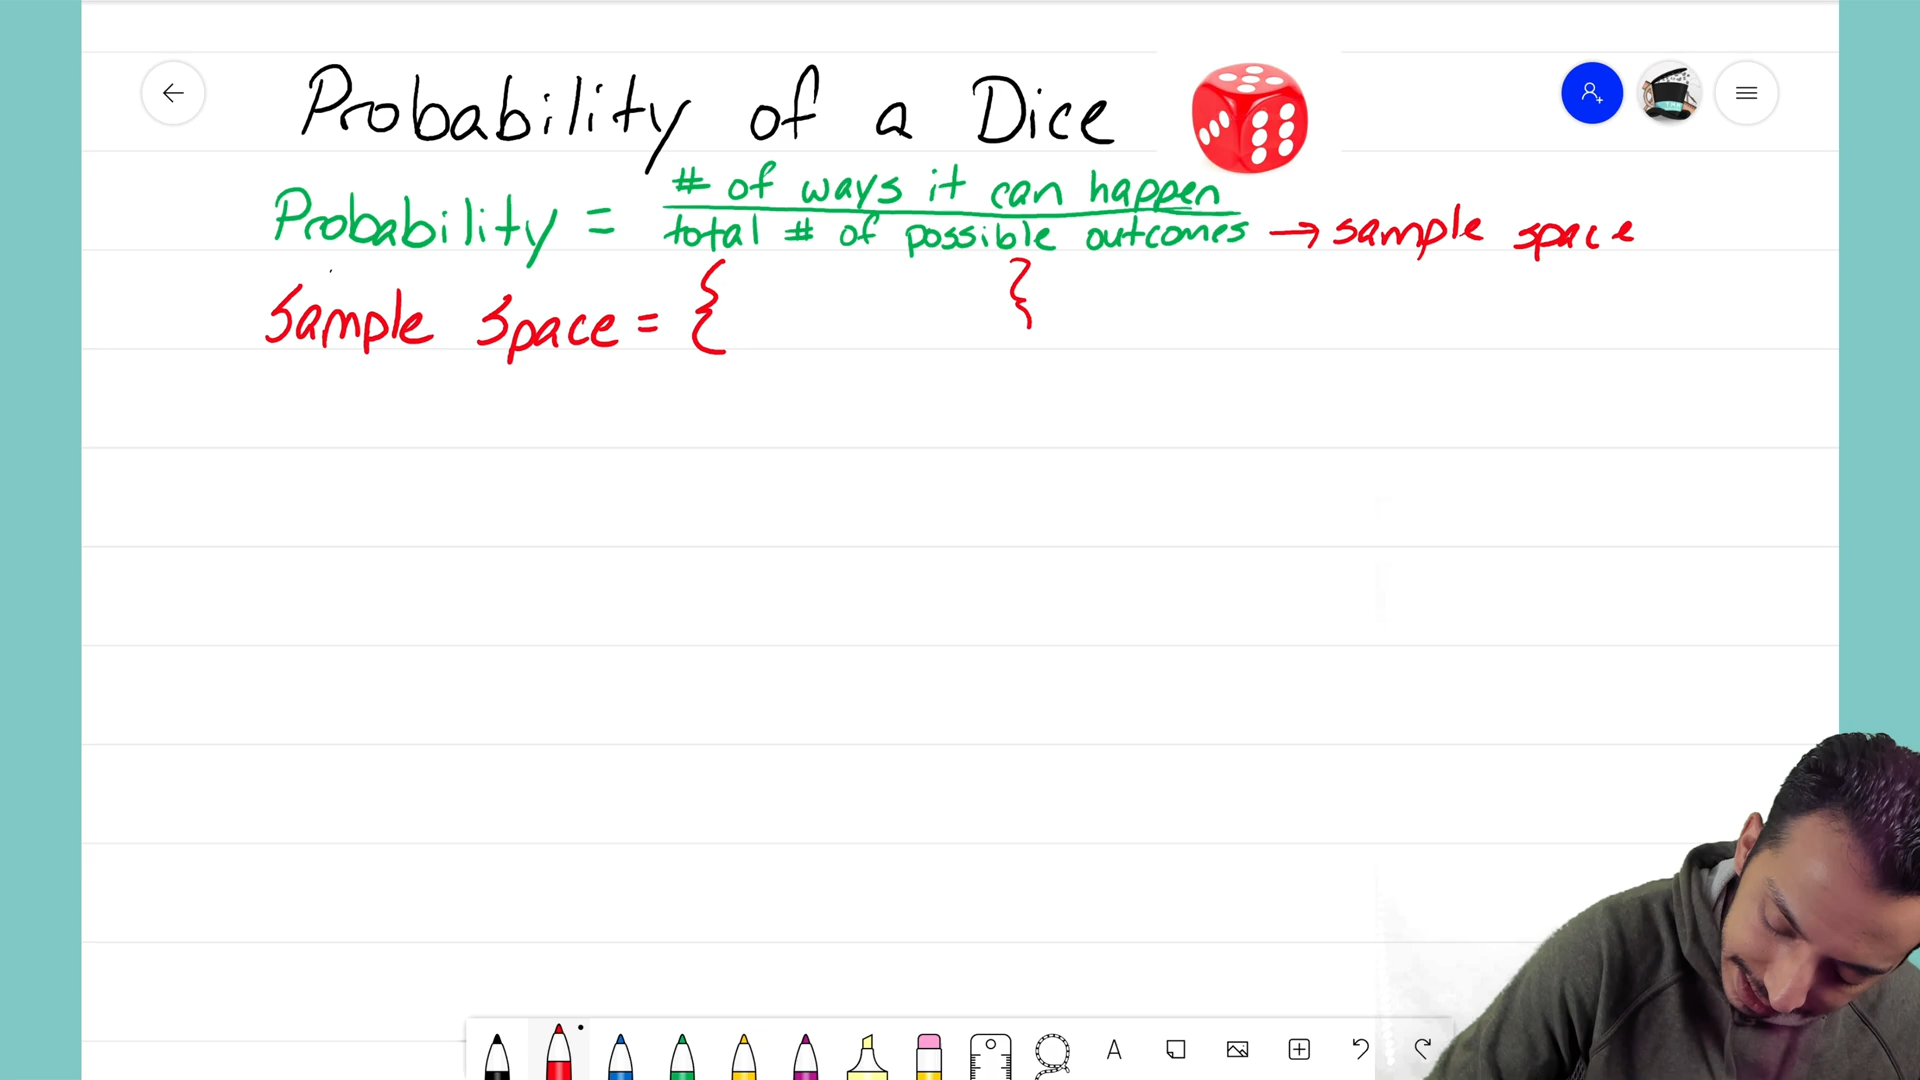 Probability of a Dice
Probability = # of ways it can happen
total # of possible outcomes → sample space
Sample Space = { }
A